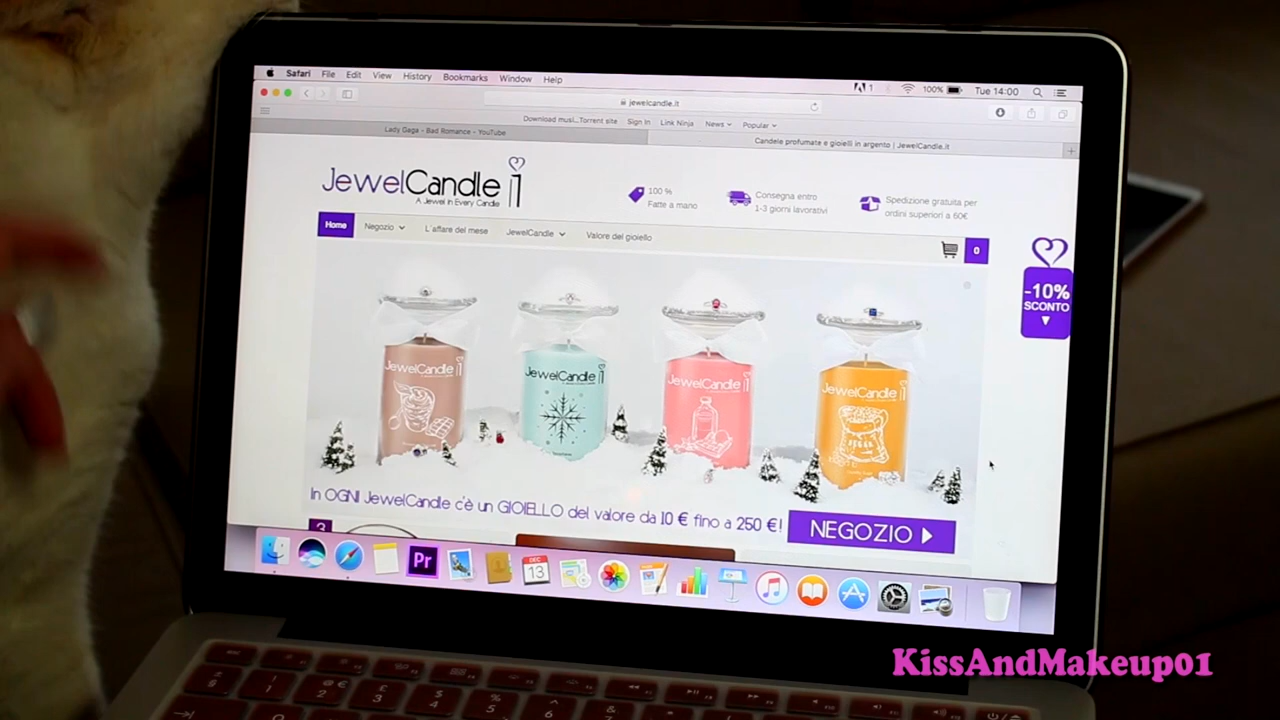 Safari File Edit View History Bookmarks Window Help
1 100% Tue 14:00
jewelcandle.it
Download musi...Torrent site Sign In Link Ninja News Popular
Lady Gaga - Bad Romance - YouTube
Candele profumate e gioielli in argento | JewelCandle.it
JewelCandle
A Jewel In Every Candle
100 %
Fatte a mano
Consegna entro
1-3 giorni lavorativi
Spedizione gratuita per
ordini superiori a 60€
Home Negozio L'affare del mese JewelCandle Valore del gioiello 0
-10%
SCONTO
JewelCandle
JewelCandle
JewelCandle
JewelCandle
In OGNI JewelCandle c'è un GIOIELLO del valore da 10 € fino a 250 €!
NEGOZIO
3
Pr
DEC
13
KissAndMakeup01